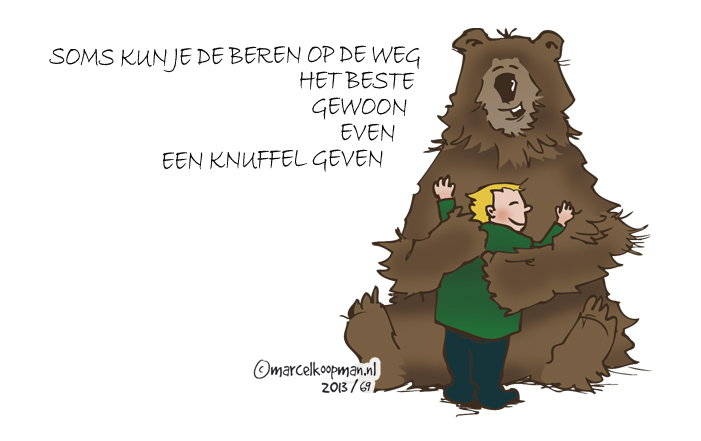 SOMS KUN JE DE BEREN OP DE WEG
HET BESTE
GEWOON
EVEN
EEN KNUFFEL GEVEN
©marcelkoopman.nl
2013/69